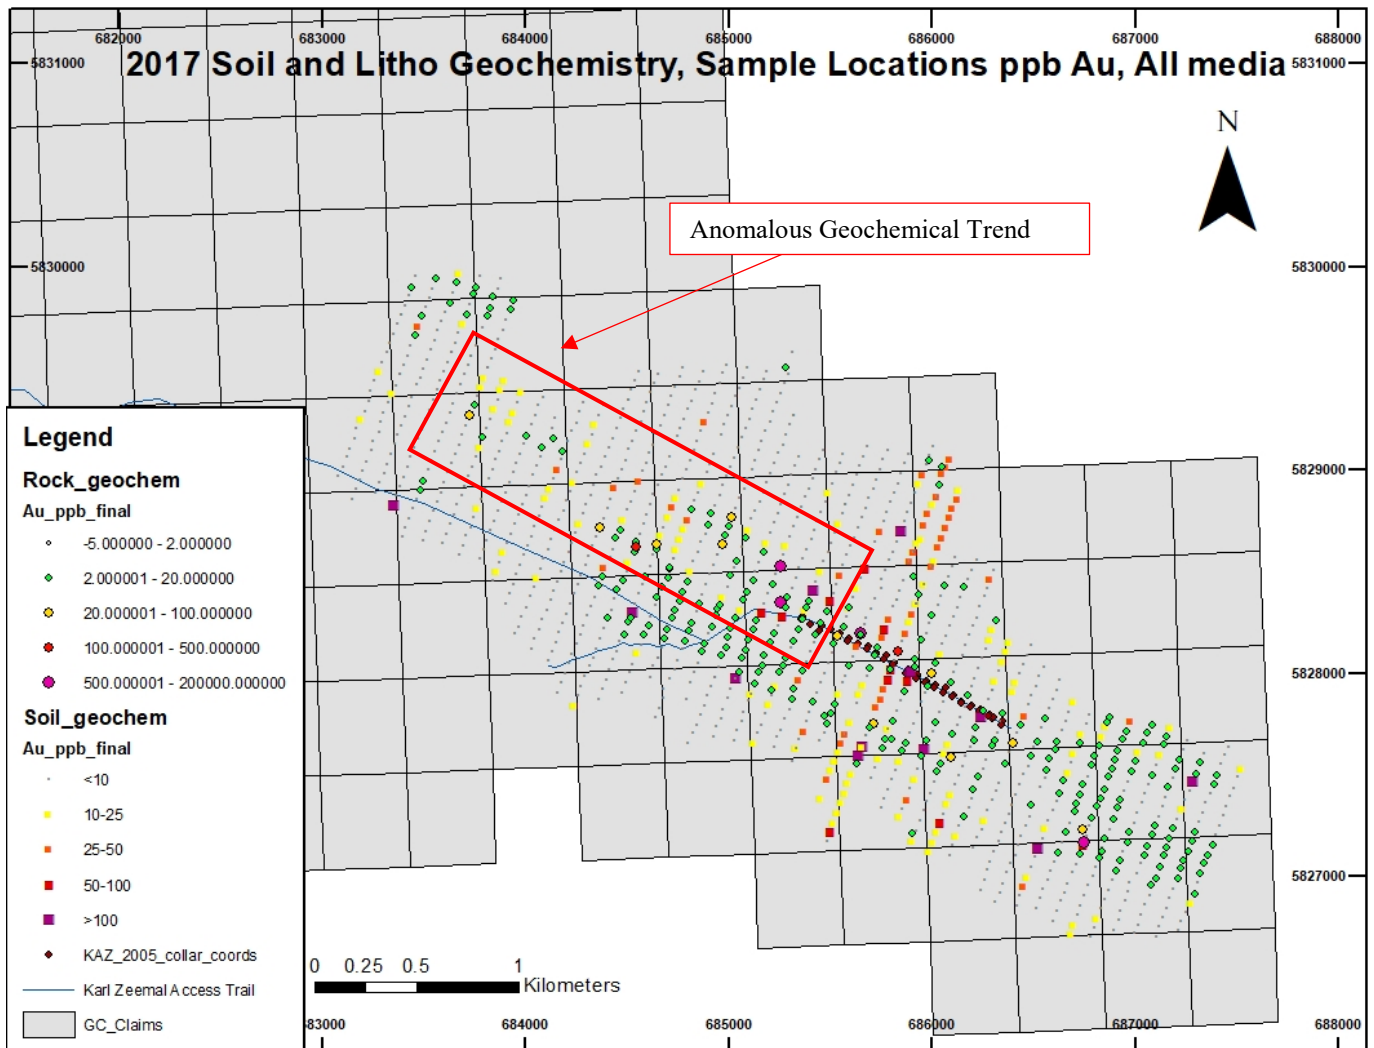 682000 683000 684000 685000 686000 687000 688000
2017 Soil and Litho Geochemistry, Sample Locations ppb Au, All media
5831000 5831000
N
Anomalous Geochemical Trend
5830000 5830000
5829000
5828000
5827000
Legend
Rock_geochem
Au_ppb_final
-5.000000 - 2.000000
2.000001 - 20.000000
20.000001 - 100.000000
100.000001 - 500.000000
500.000001 - 200000.000000
Soil_geochem
Au_ppb_final
<10
10-25
25-50
50-100
>100
KAZ_2005_collar_coords
Karl Zeemal Access Trail
GC_Claims
0 0.25 0.5 1
Kilometers
83000 684000 685000 686000 687000 688000